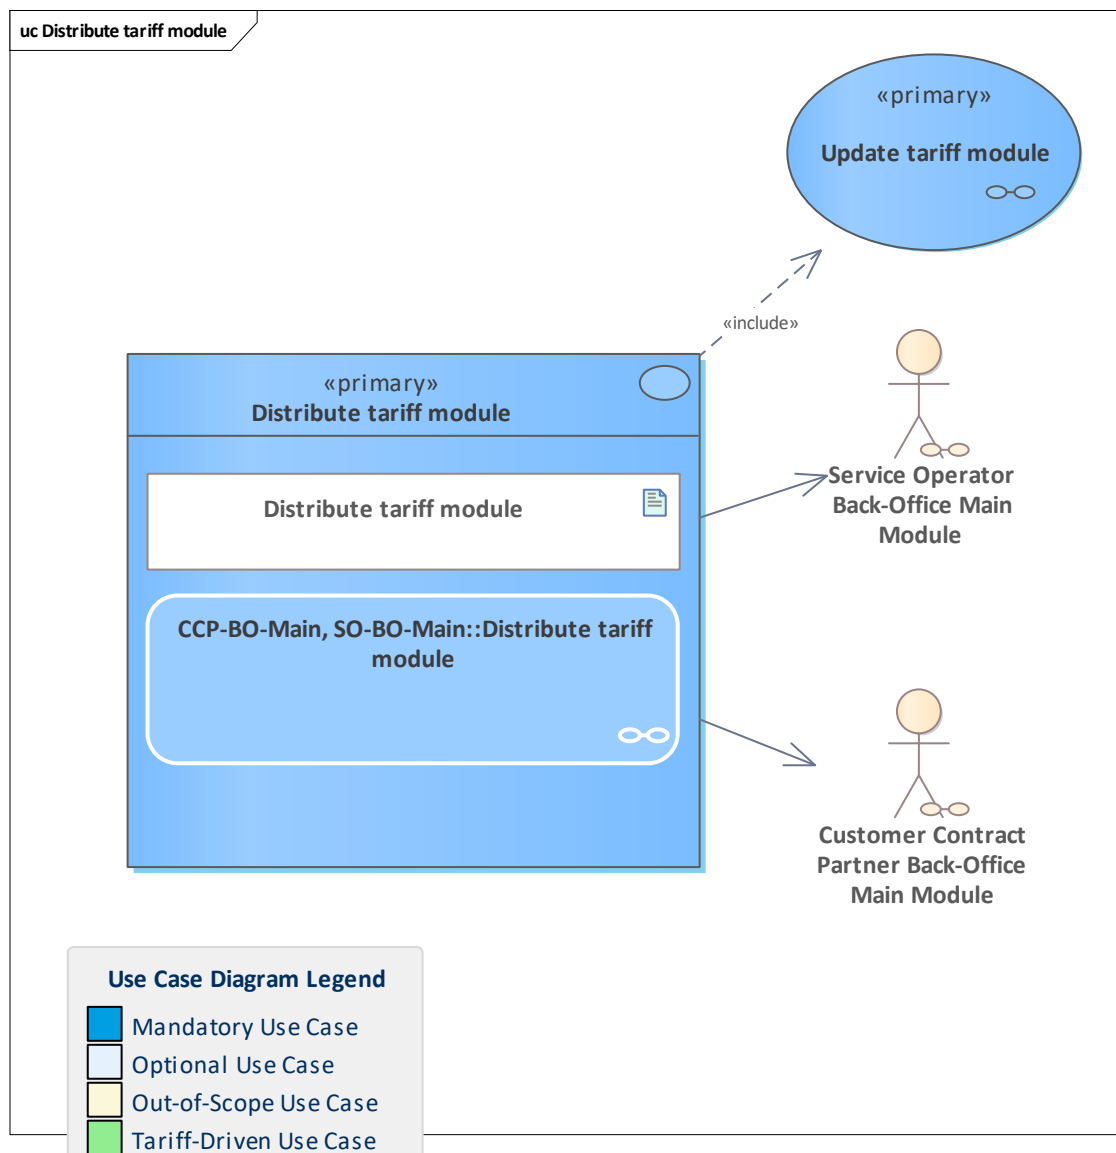 uc Distribute tariff module
«primary»
Update tariff module
«include»
«primary»
Distribute tariff module
Distribute tariff module
CCP-BO-Main, SO-BO-Main::Distribute tariff
module
Service Operator
Back-Office Main
Module
Customer Contract
Partner Back-Office
Main Module
Use Case Diagram Legend
Mandatory Use Case
Optional Use Case
Out-of-Scope Use Case
Tariff-Driven Use Case